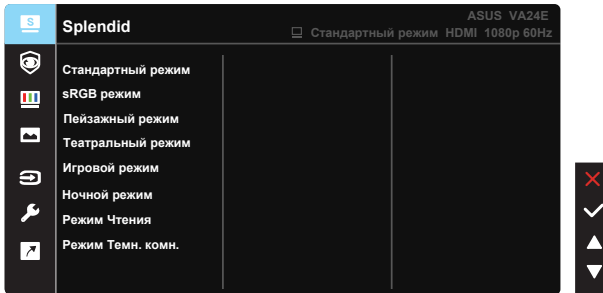 S
Splendid
ASUS VA24E
Стандартный режим HDMI 1080p 60Hz
Стандартный режим
sRGB режим
Пейзажный режим
Театральный режим
Игровой режим
Ночной режим
Режим Чтения
Режим Темн. комн.